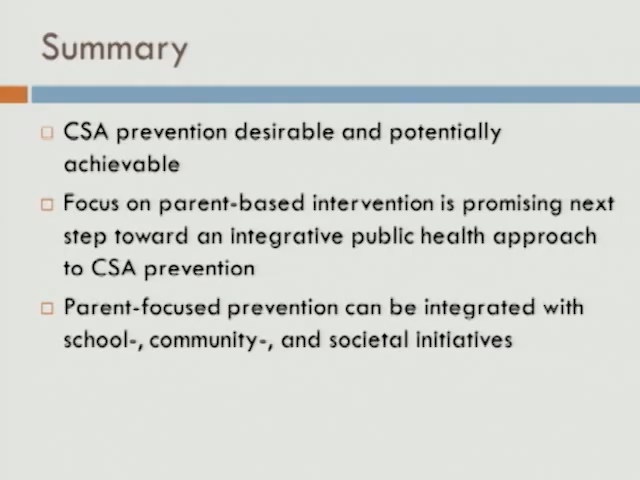 Summary
CSA prevention desirable and potentially
achievable
Focus on parent-based intervention is promising next
step toward an integrative public health approach
to CSA prevention
Parent-focused prevention can be integrated with
school-, community-, and societal initiatives